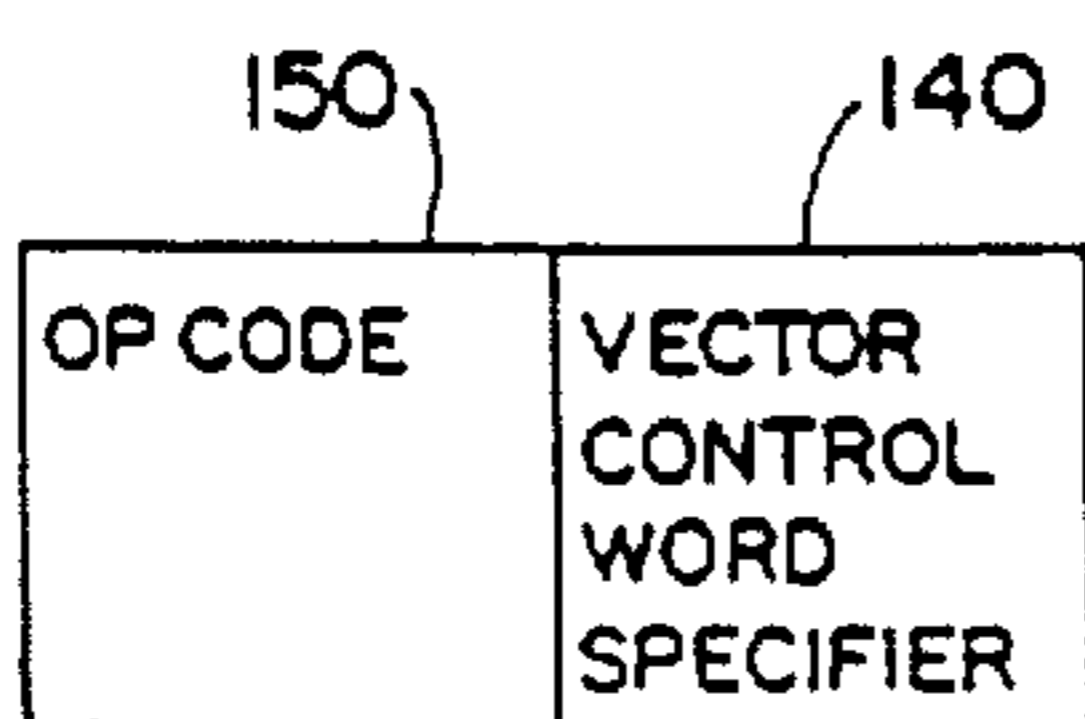 150 140
OP CODE
VECTOR
CONTROL
WORD
SPECIFIER